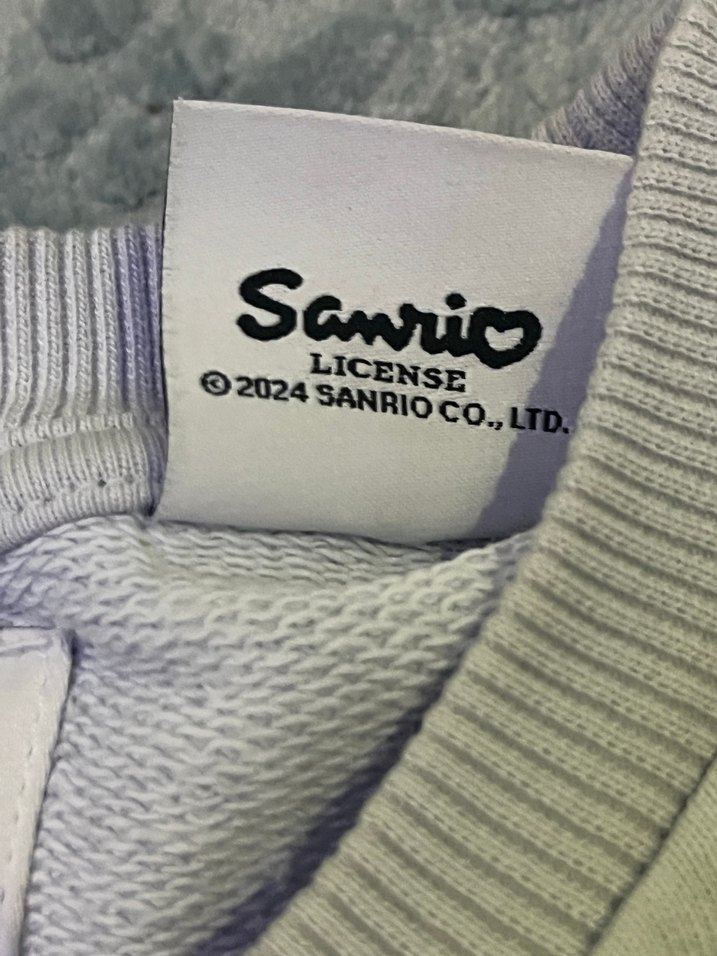 Sanrio
LICENSE
© 2024 SANRIO CO., LTD.